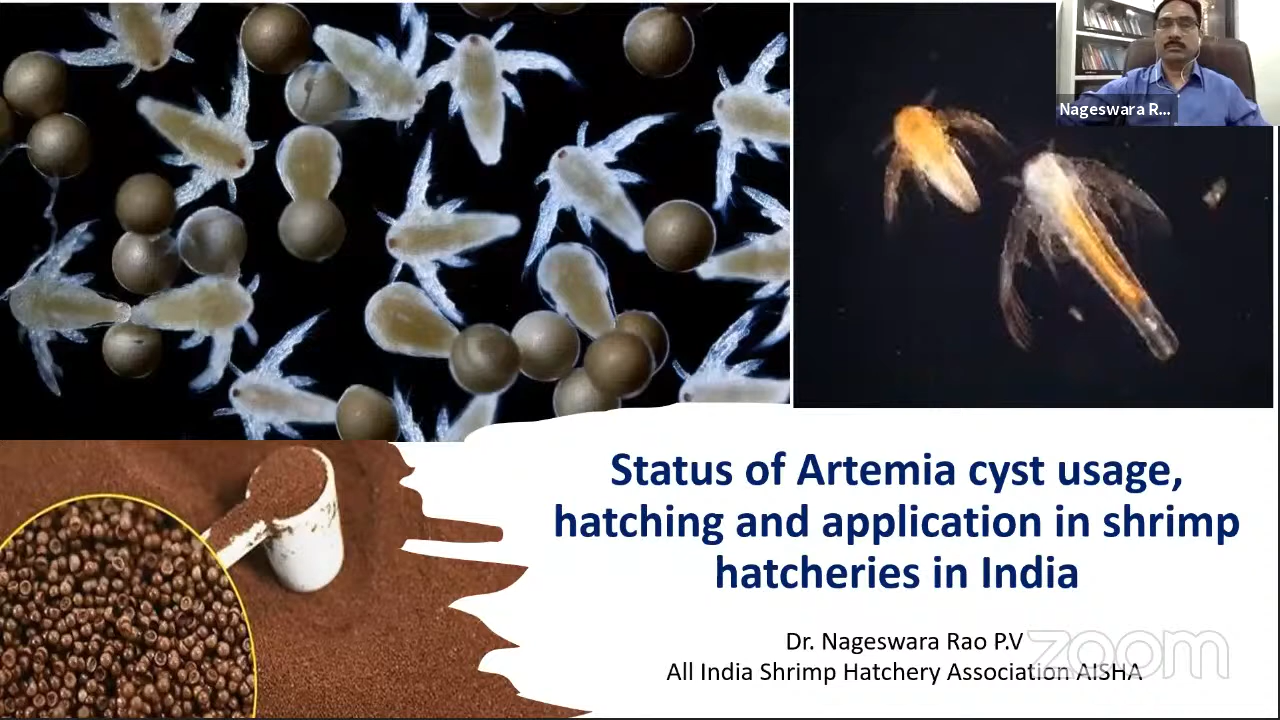 Nageswara R...
Status of Artemia cyst usage,
hatching and application in shrimp
hatcheries in India
Dr. Nageswara Rao P.V
All India Shrimp Hatchery Association AISHA
zoom